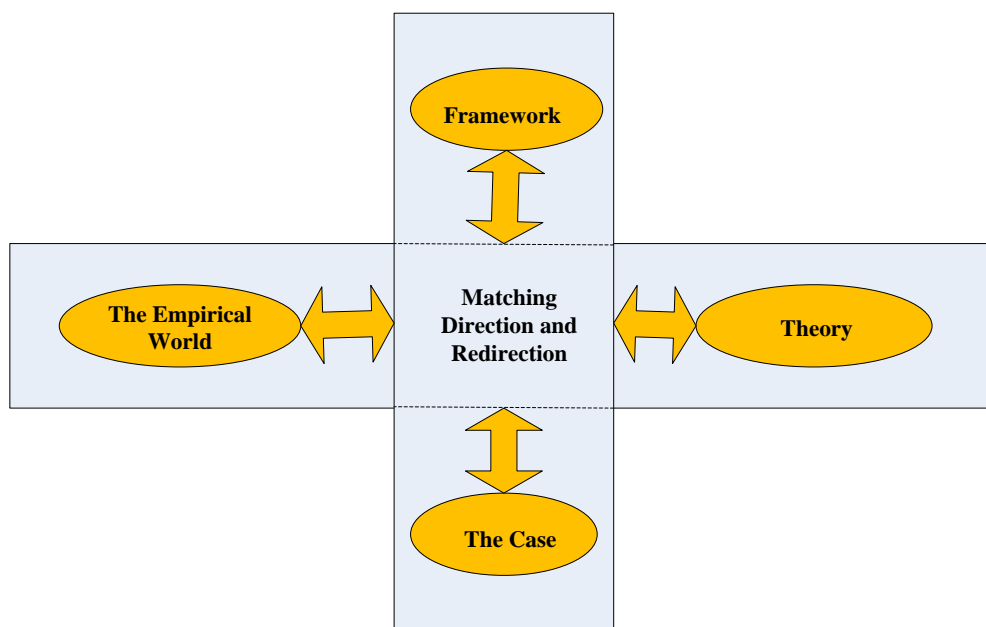 Framework
The Empirical
World
Matching
Direction and
Redirection
Theory
The Case